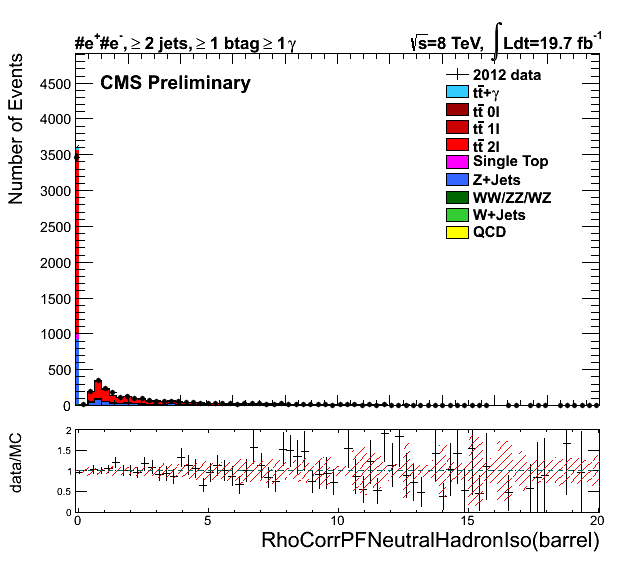 #e⁺#e⁻, ≥ 2 jets, ≥ 1 btag ≥ 1γ
√s=8 TeV, ∫ Ldt=19.7 fb⁻¹
CMS Preliminary
Number of Events
4500
4000
3500
3000
2500
2000
1500
1000
500
0
2012 data
tt̄+γ
tt̄ 0l
tt̄ 1l
tt̄ 2l
Single Top
Z+Jets
WW/ZZ/WZ
W+Jets
QCD
data/MC
2
1.5
1
0.5
0
0 5 10 15 20
RhoCorrPFNeutralHadronIso(barrel)